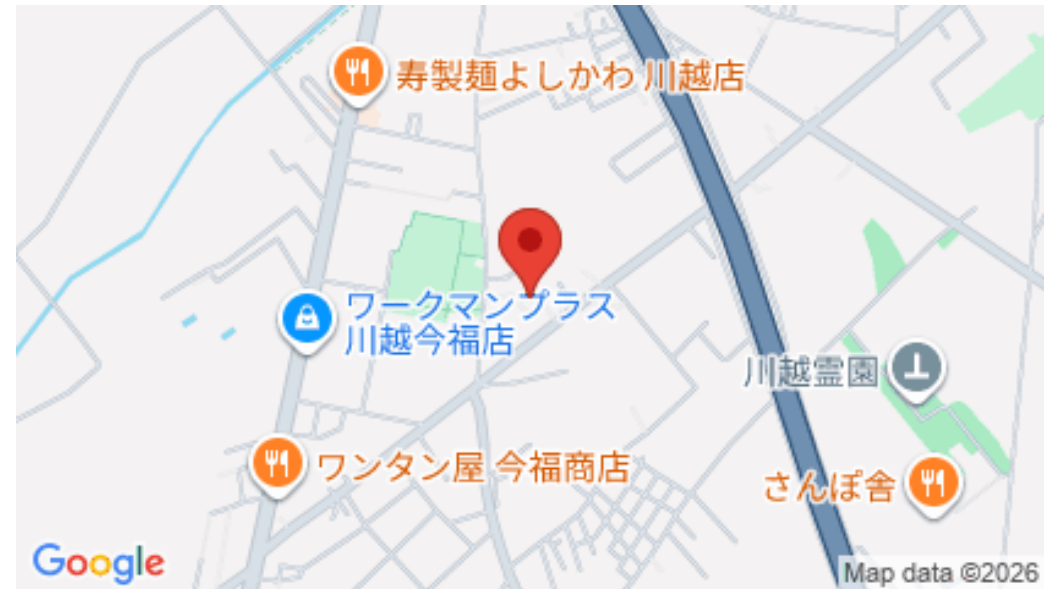 寿製麺よしかわ 川越店
ワークマンプラス
川越今福店
川越霊園
ワンタン屋 今福商店
さんぽ舎
Google
Map data ©2026